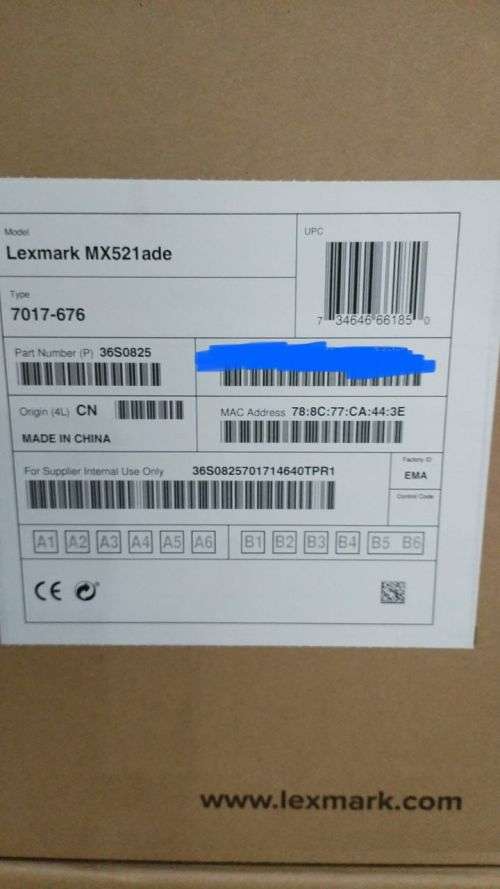 Model
Lexmark MX521ade
UPC
7 34646 66185 0
Type
7017-676
Part Number (P) 36S0825
Origin (4L) CN
MADE IN CHINA
MAC Address 78:8C:77:CA:44:3E
For Supplier Internal Use Only 36S0825701714640TPR1
Factory ID
EMA
Control Code
A1 A2 A3 A4 A5 A6 B1 B2 B3 B4 B5 B6
CE
www.lexmark.com